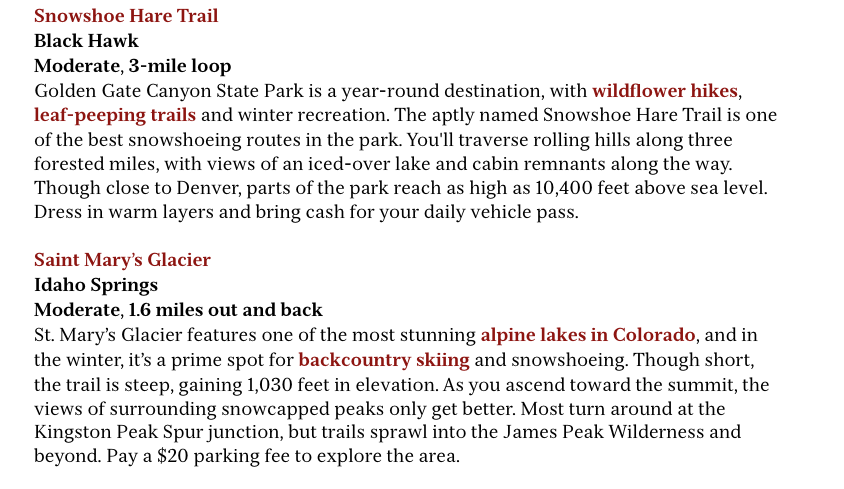 Snowshoe Hare Trail
Black Hawk
Moderate, 3-mile loop
Golden Gate Canyon State Park is a year-round destination, with wildflower hikes,
leaf-peeping trails and winter recreation. The aptly named Snowshoe Hare Trail is one
of the best snowshoeing routes in the park. You'll traverse rolling hills along three
forested miles, with views of an iced-over lake and cabin remnants along the way.
Though close to Denver, parts of the park reach as high as 10,400 feet above sea level.
Dress in warm layers and bring cash for your daily vehicle pass.
Saint Mary’s Glacier
Idaho Springs
Moderate, 1.6 miles out and back
St. Mary’s Glacier features one of the most stunning alpine lakes in Colorado, and in
the winter, it’s a prime spot for backcountry skiing and snowshoeing. Though short,
the trail is steep, gaining 1,030 feet in elevation. As you ascend toward the summit, the
views of surrounding snowcapped peaks only get better. Most turn around at the
Kingston Peak Spur junction, but trails sprawl into the James Peak Wilderness and
beyond. Pay a $20 parking fee to explore the area.